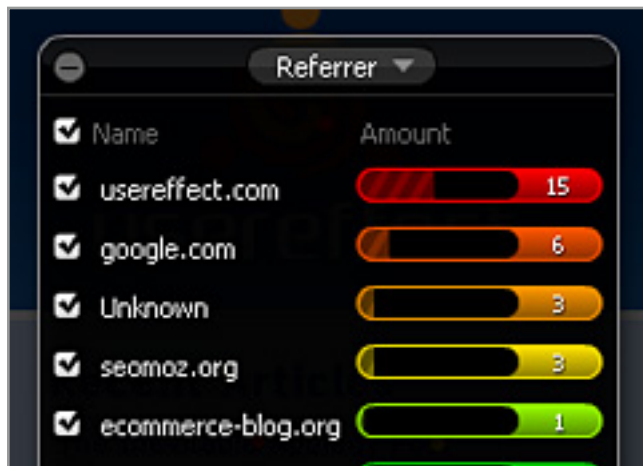 Referrer
Name Amount
usereffect.com 15
google.com 6
Unknown 3
seomoz.org 3
ecommerce-blog.org 1